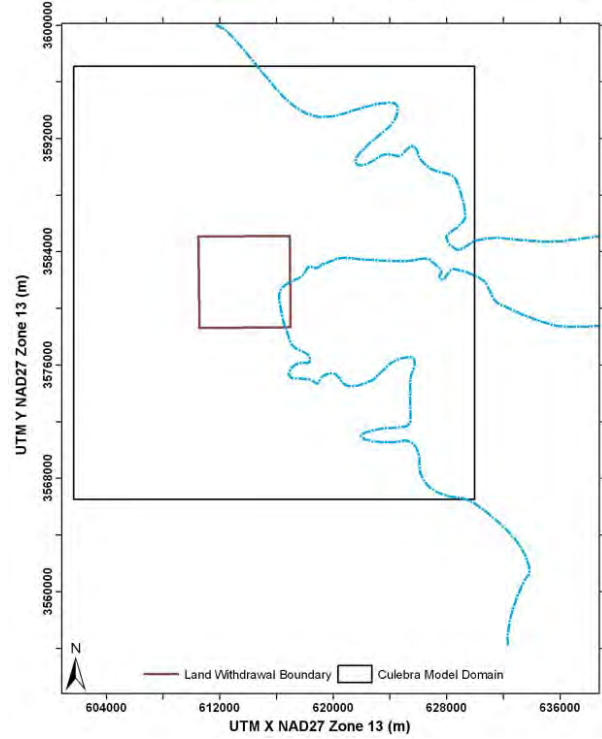 3600000
3592000
3584000
3576000
3568000
3560000
UTM Y NAD27 Zone 13 (m)
N
Land Withdrawal Boundary
Culebra Model Domain
604000
612000
620000
628000
636000
UTM X NAD27 Zone 13 (m)